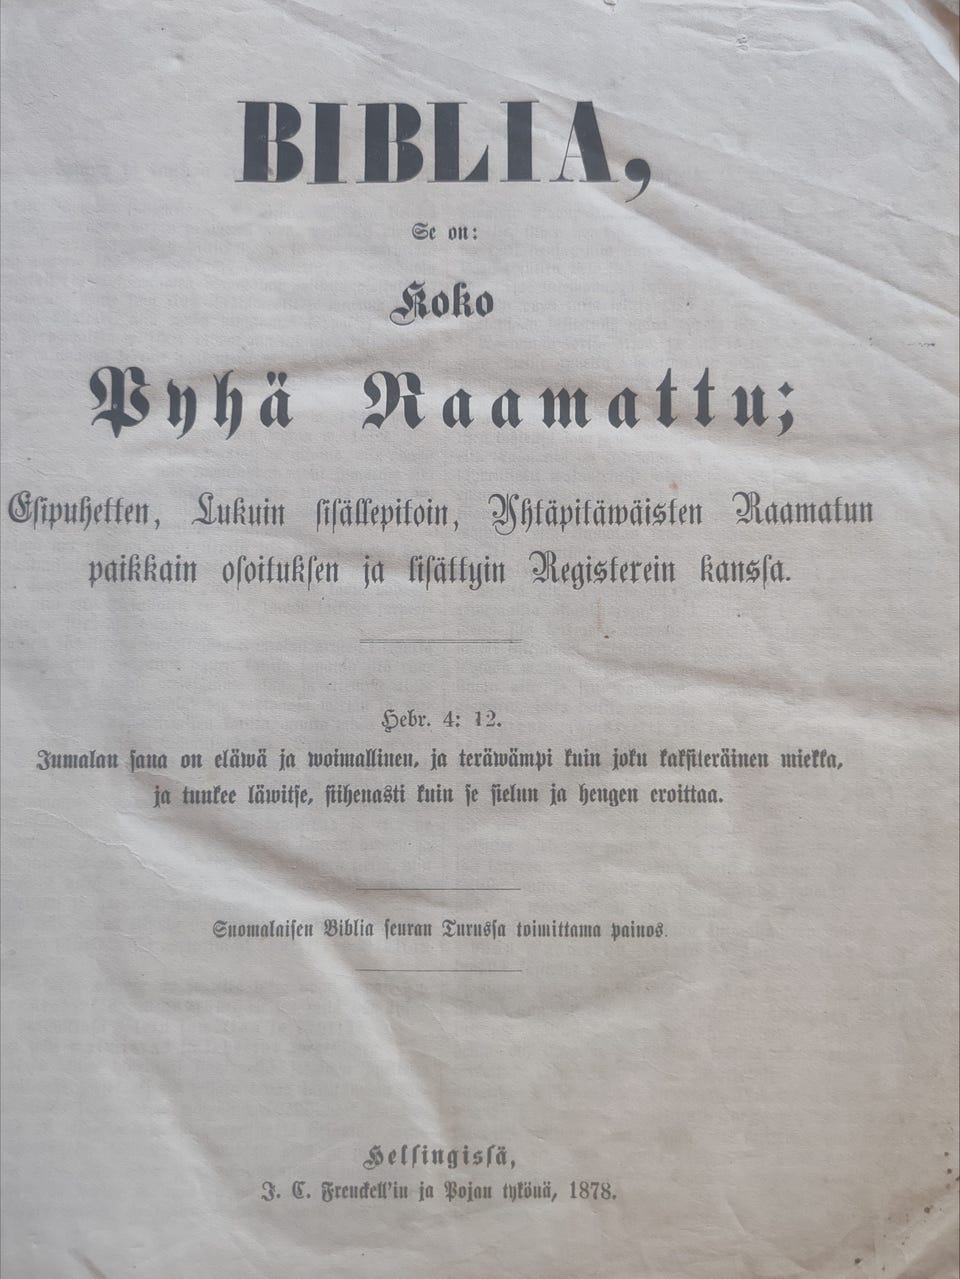 BIBLIA,
Se on:
Koko
Pyhä Raamattu;
Esipuhetten, Lukuin sisällepitoin, Yhtäpitäwäisten Raamatun
paikkain osoituksen ja lisättyin Registerein kanssa.
Hebr. 4: 12.
Jumalan sana on eläwä ja woimallinen, ja teräwämpi kuin joku kaksiteräinen miekka,
ja tunkee läwitse, siihenasti kuin se sielun ja hengen eroittaa.
Suomalaisen Biblia seuran Turussa toimittama painos.
Helsingissä,
J. C. Frenckell'in ja Pojan tykönä, 1878.